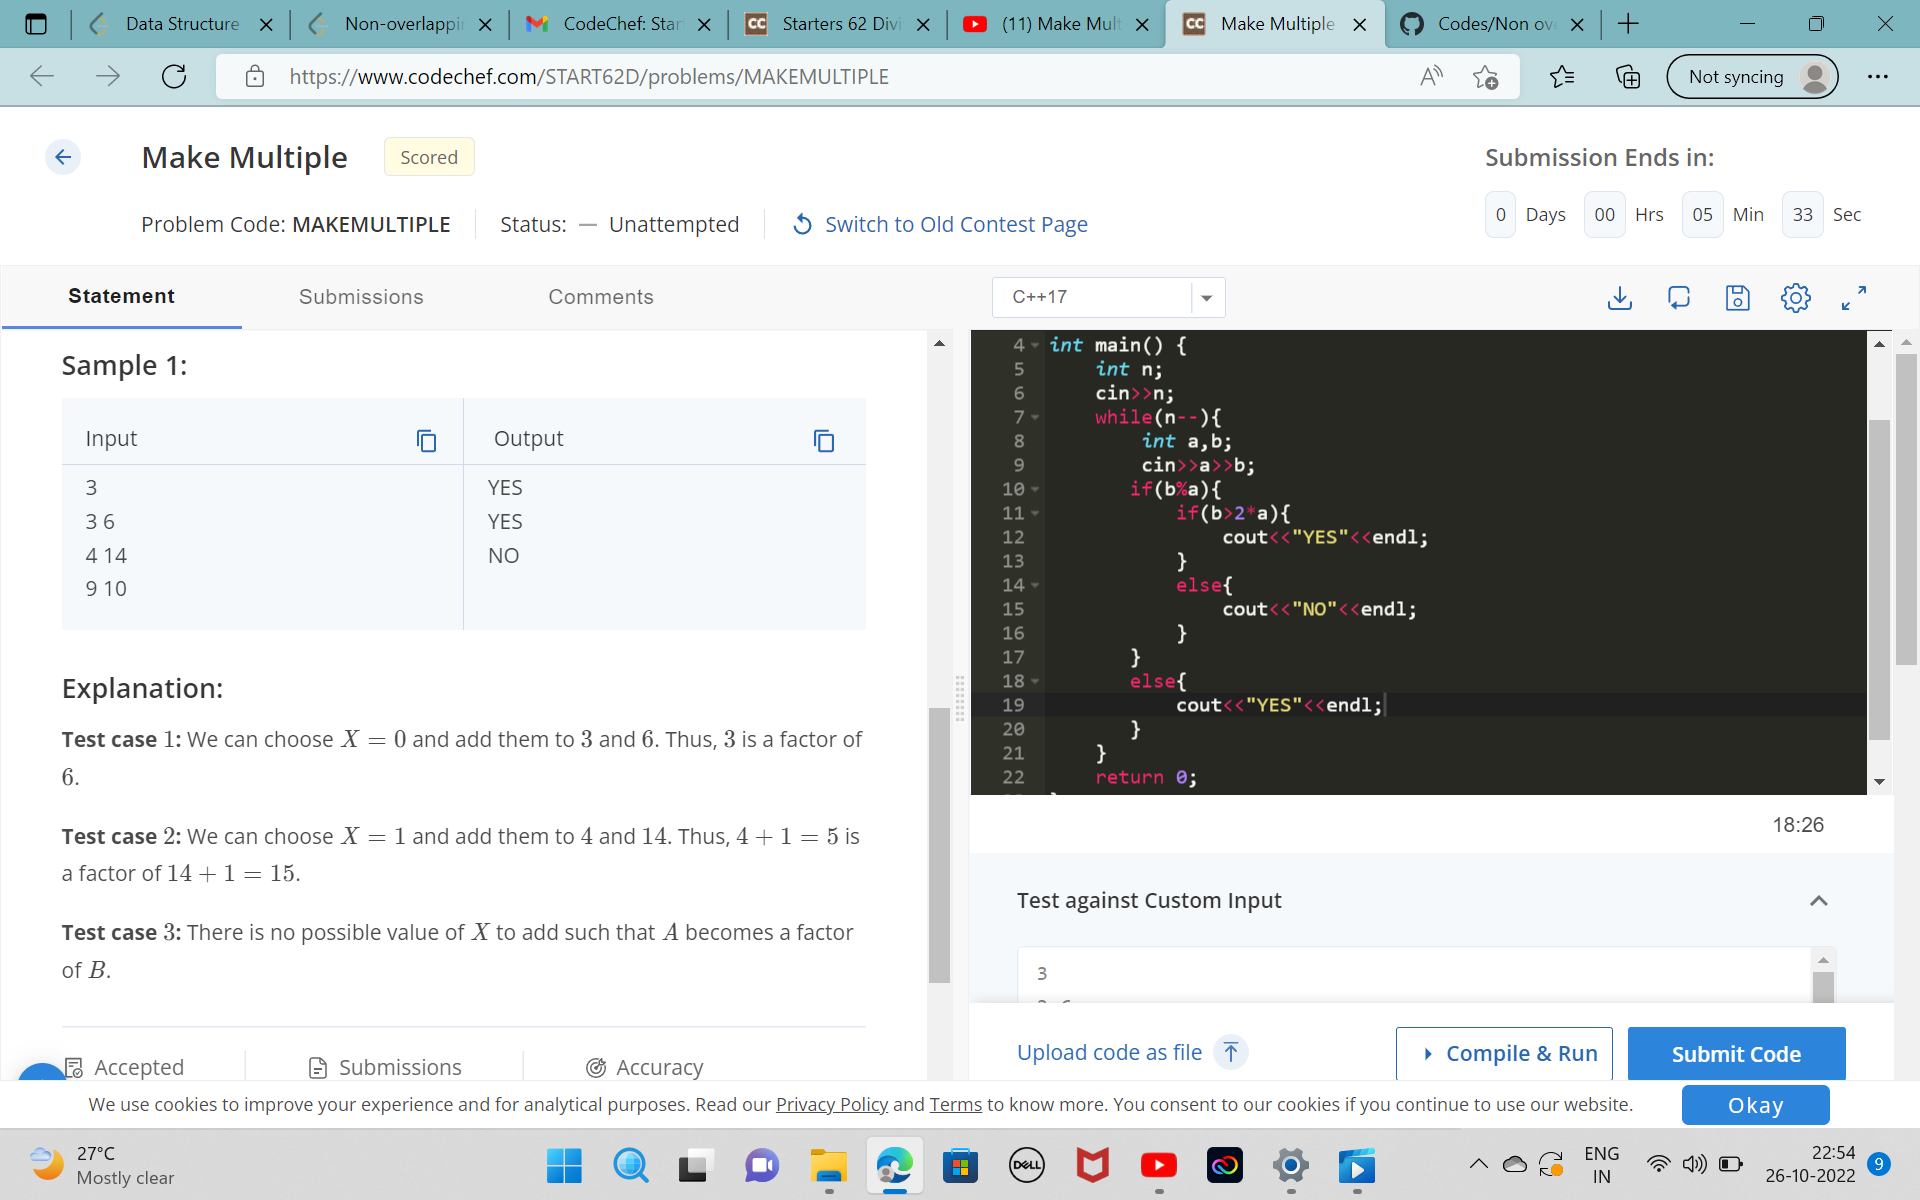 Data Structure
Non-overlappi
CodeChef: Star
Starters 62 Divi
(11) Make Mult
Make Multiple
Codes/Non ov
https://www.codechef.com/START62D/problems/MAKEMULTIPLE
Not syncing
Make Multiple
Scored
Submission Ends in:
Problem Code: MAKEMULTIPLE
Status: — Unattempted
Switch to Old Contest Page
0 Days 00 Hrs 05 Min 33 Sec
Statement
Submissions
Comments
C++17
Sample 1:
Input
Output
3
3 6
4 14
9 10
YES
YES
NO
Explanation:
Test case 1: We can choose X = 0 and add them to 3 and 6. Thus, 3 is a factor of
6.
Test case 2: We can choose X = 1 and add them to 4 and 14. Thus, 4 + 1 = 5 is
a factor of 14 + 1 = 15.
Test case 3: There is no possible value of X to add such that A becomes a factor
of B.
Accepted
Submissions
Accuracy
4 int main() {
5 int n;
6 cin>>n;
7 while(n--){
8 int a,b;
9 cin>>a>>b;
10 if(b%a){
11 if(b>2*a){
12 cout<<"YES"<<endl;
13 }
14 else{
15 cout<<"NO"<<endl;
16 }
17 }
18 else{
19 cout<<"YES"<<endl;
20 }
21 }
22 return 0;
18:26
Test against Custom Input
3
Upload code as file
Compile & Run
Submit Code
We use cookies to improve your experience and for analytical purposes. Read our Privacy Policy and Terms to know more. You consent to our cookies if you continue to use our website.
Okay
27°C
Mostly clear
DELL
ENG
IN
22:54
26-10-2022
9